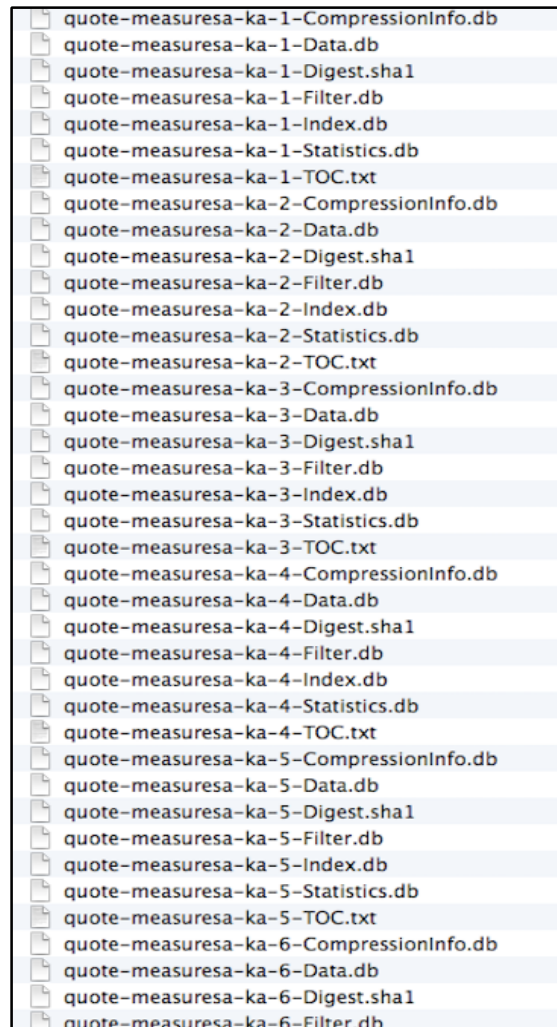 quote-measuresa-ka-1-CompressionInfo.db
quote-measuresa-ka-1-Data.db
quote-measuresa-ka-1-Digest.sha1
quote-measuresa-ka-1-Filter.db
quote-measuresa-ka-1-Index.db
quote-measuresa-ka-1-Statistics.db
quote-measuresa-ka-1-TOC.txt
quote-measuresa-ka-2-CompressionInfo.db
quote-measuresa-ka-2-Data.db
quote-measuresa-ka-2-Digest.sha1
quote-measuresa-ka-2-Filter.db
quote-measuresa-ka-2-Index.db
quote-measuresa-ka-2-Statistics.db
quote-measuresa-ka-2-TOC.txt
quote-measuresa-ka-3-CompressionInfo.db
quote-measuresa-ka-3-Data.db
quote-measuresa-ka-3-Digest.sha1
quote-measuresa-ka-3-Filter.db
quote-measuresa-ka-3-Index.db
quote-measuresa-ka-3-Statistics.db
quote-measuresa-ka-3-TOC.txt
quote-measuresa-ka-4-CompressionInfo.db
quote-measuresa-ka-4-Data.db
quote-measuresa-ka-4-Digest.sha1
quote-measuresa-ka-4-Filter.db
quote-measuresa-ka-4-Index.db
quote-measuresa-ka-4-Statistics.db
quote-measuresa-ka-4-TOC.txt
quote-measuresa-ka-5-CompressionInfo.db
quote-measuresa-ka-5-Data.db
quote-measuresa-ka-5-Digest.sha1
quote-measuresa-ka-5-Filter.db
quote-measuresa-ka-5-Index.db
quote-measuresa-ka-5-Statistics.db
quote-measuresa-ka-5-TOC.txt
quote-measuresa-ka-6-CompressionInfo.db
quote-measuresa-ka-6-Data.db
quote-measuresa-ka-6-Digest.sha1
quote-measuresa-ka-6-Filter.db